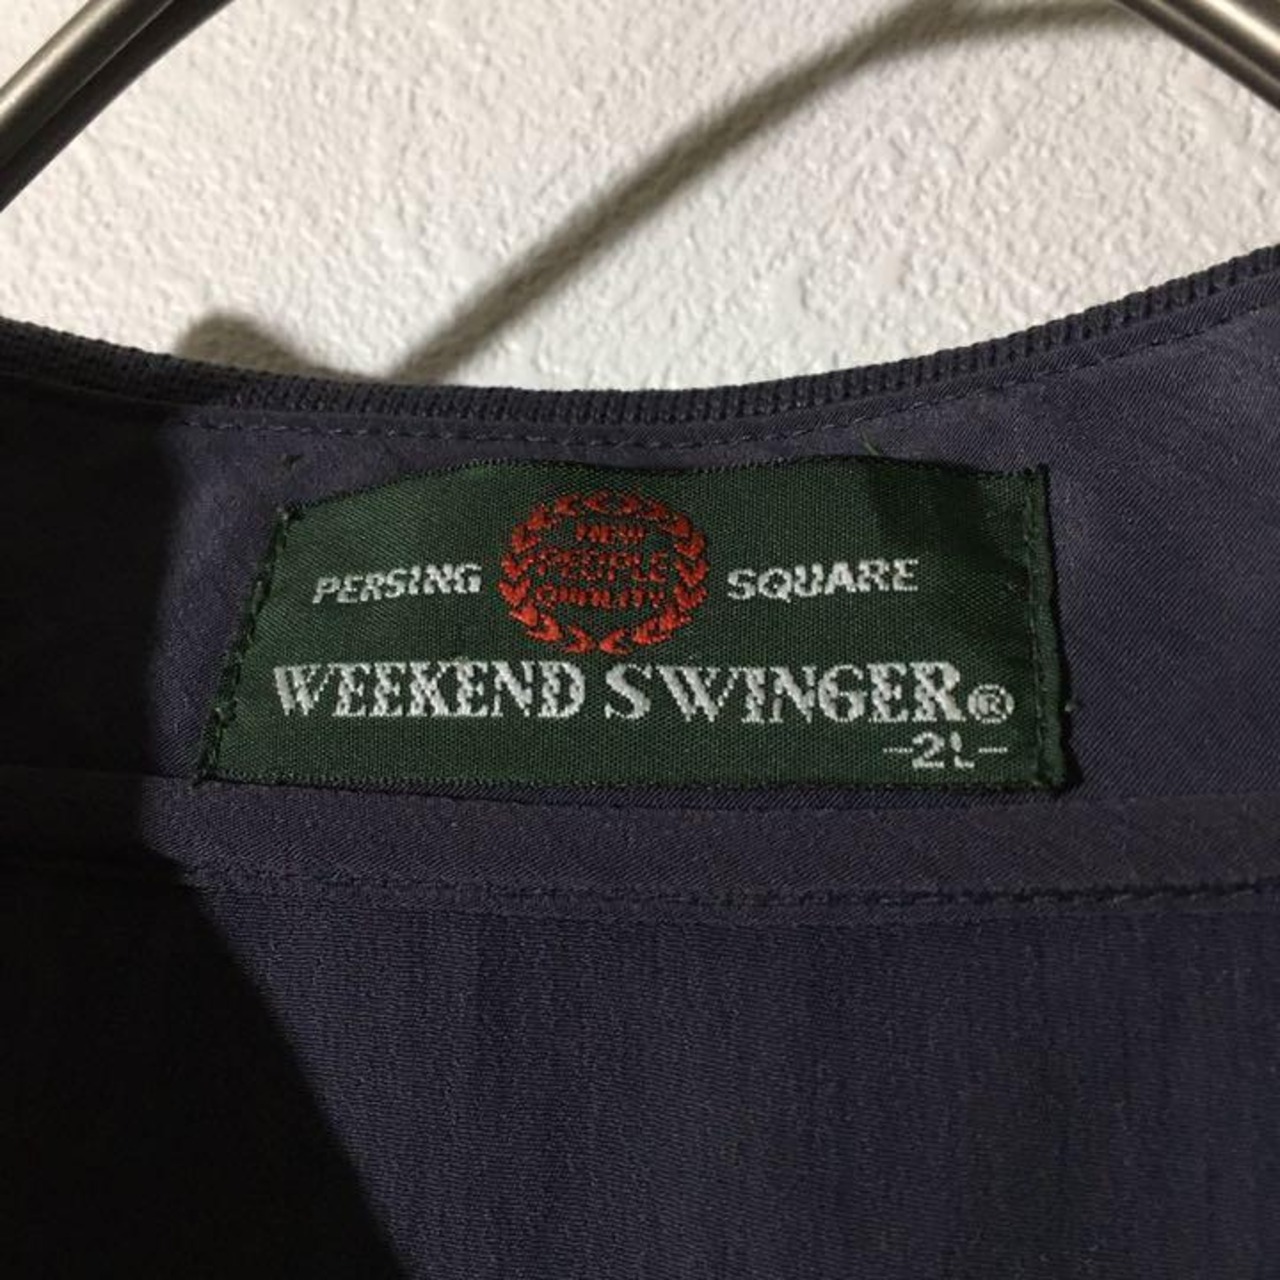 NEW
PEOPLE
QUALITY
PERSING SQUARE
WEEKEND SWINGER®
-2L-